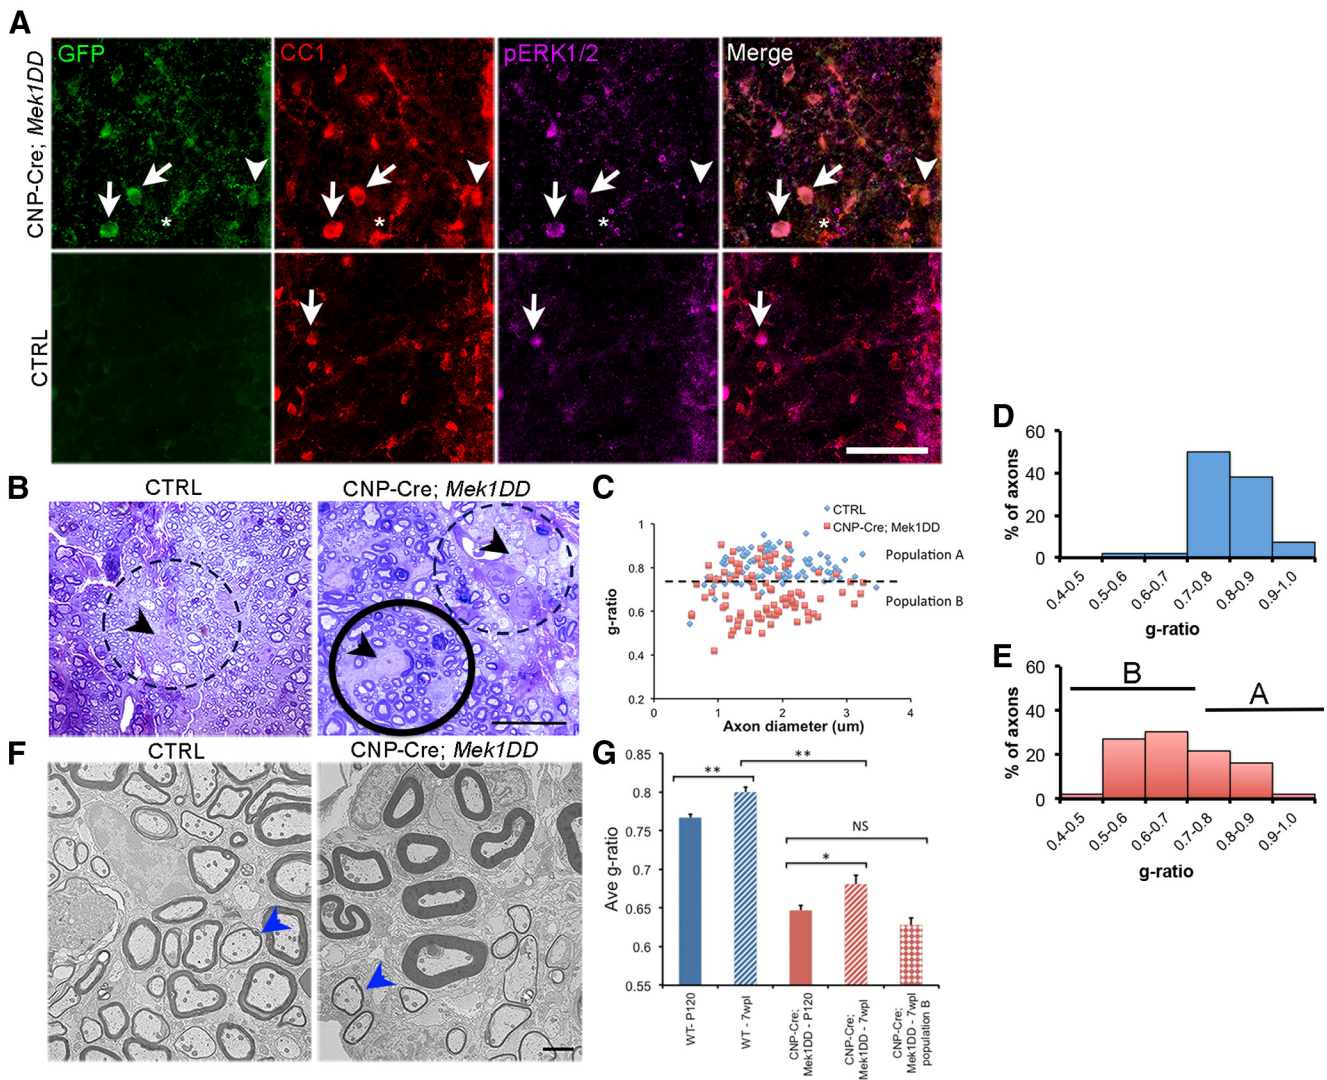 A
GFP
CC1
pERK1/2
Merge
CNP-Cre; Mek1DD
*
*
*
*
CTRL
B
CTRL
CNP-Cre; Mek1DD
C
CTRL
CNP-Cre; Mek1DD
1
0.8
0.6
0.4
0.2
g-ratio
Population A
Population B
0
1
2
3
4
Axon diameter (um)
D
60
40
20
0
% of axons
0.4-0.5
0.5-0.6
0.6-0.7
0.7-0.8
0.8-0.9
0.9-1.0
g-ratio
E
60
40
20
0
% of axons
B
A
0.4-0.5
0.5-0.6
0.6-0.7
0.7-0.8
0.8-0.9
0.9-1.0
g-ratio
F
CTRL
CNP-Cre; Mek1DD
G
0.85
0.8
0.75
0.7
0.65
0.6
0.55
Ave g-ratio
**
**
NS
*
WT- P120
WT - 7wpl
CNP-Cre;
Mek1DD - P120
CNP-Cre;
Mek1DD - 7wpl
CNP-Cre;
Mek1DD - 7wpl
population B